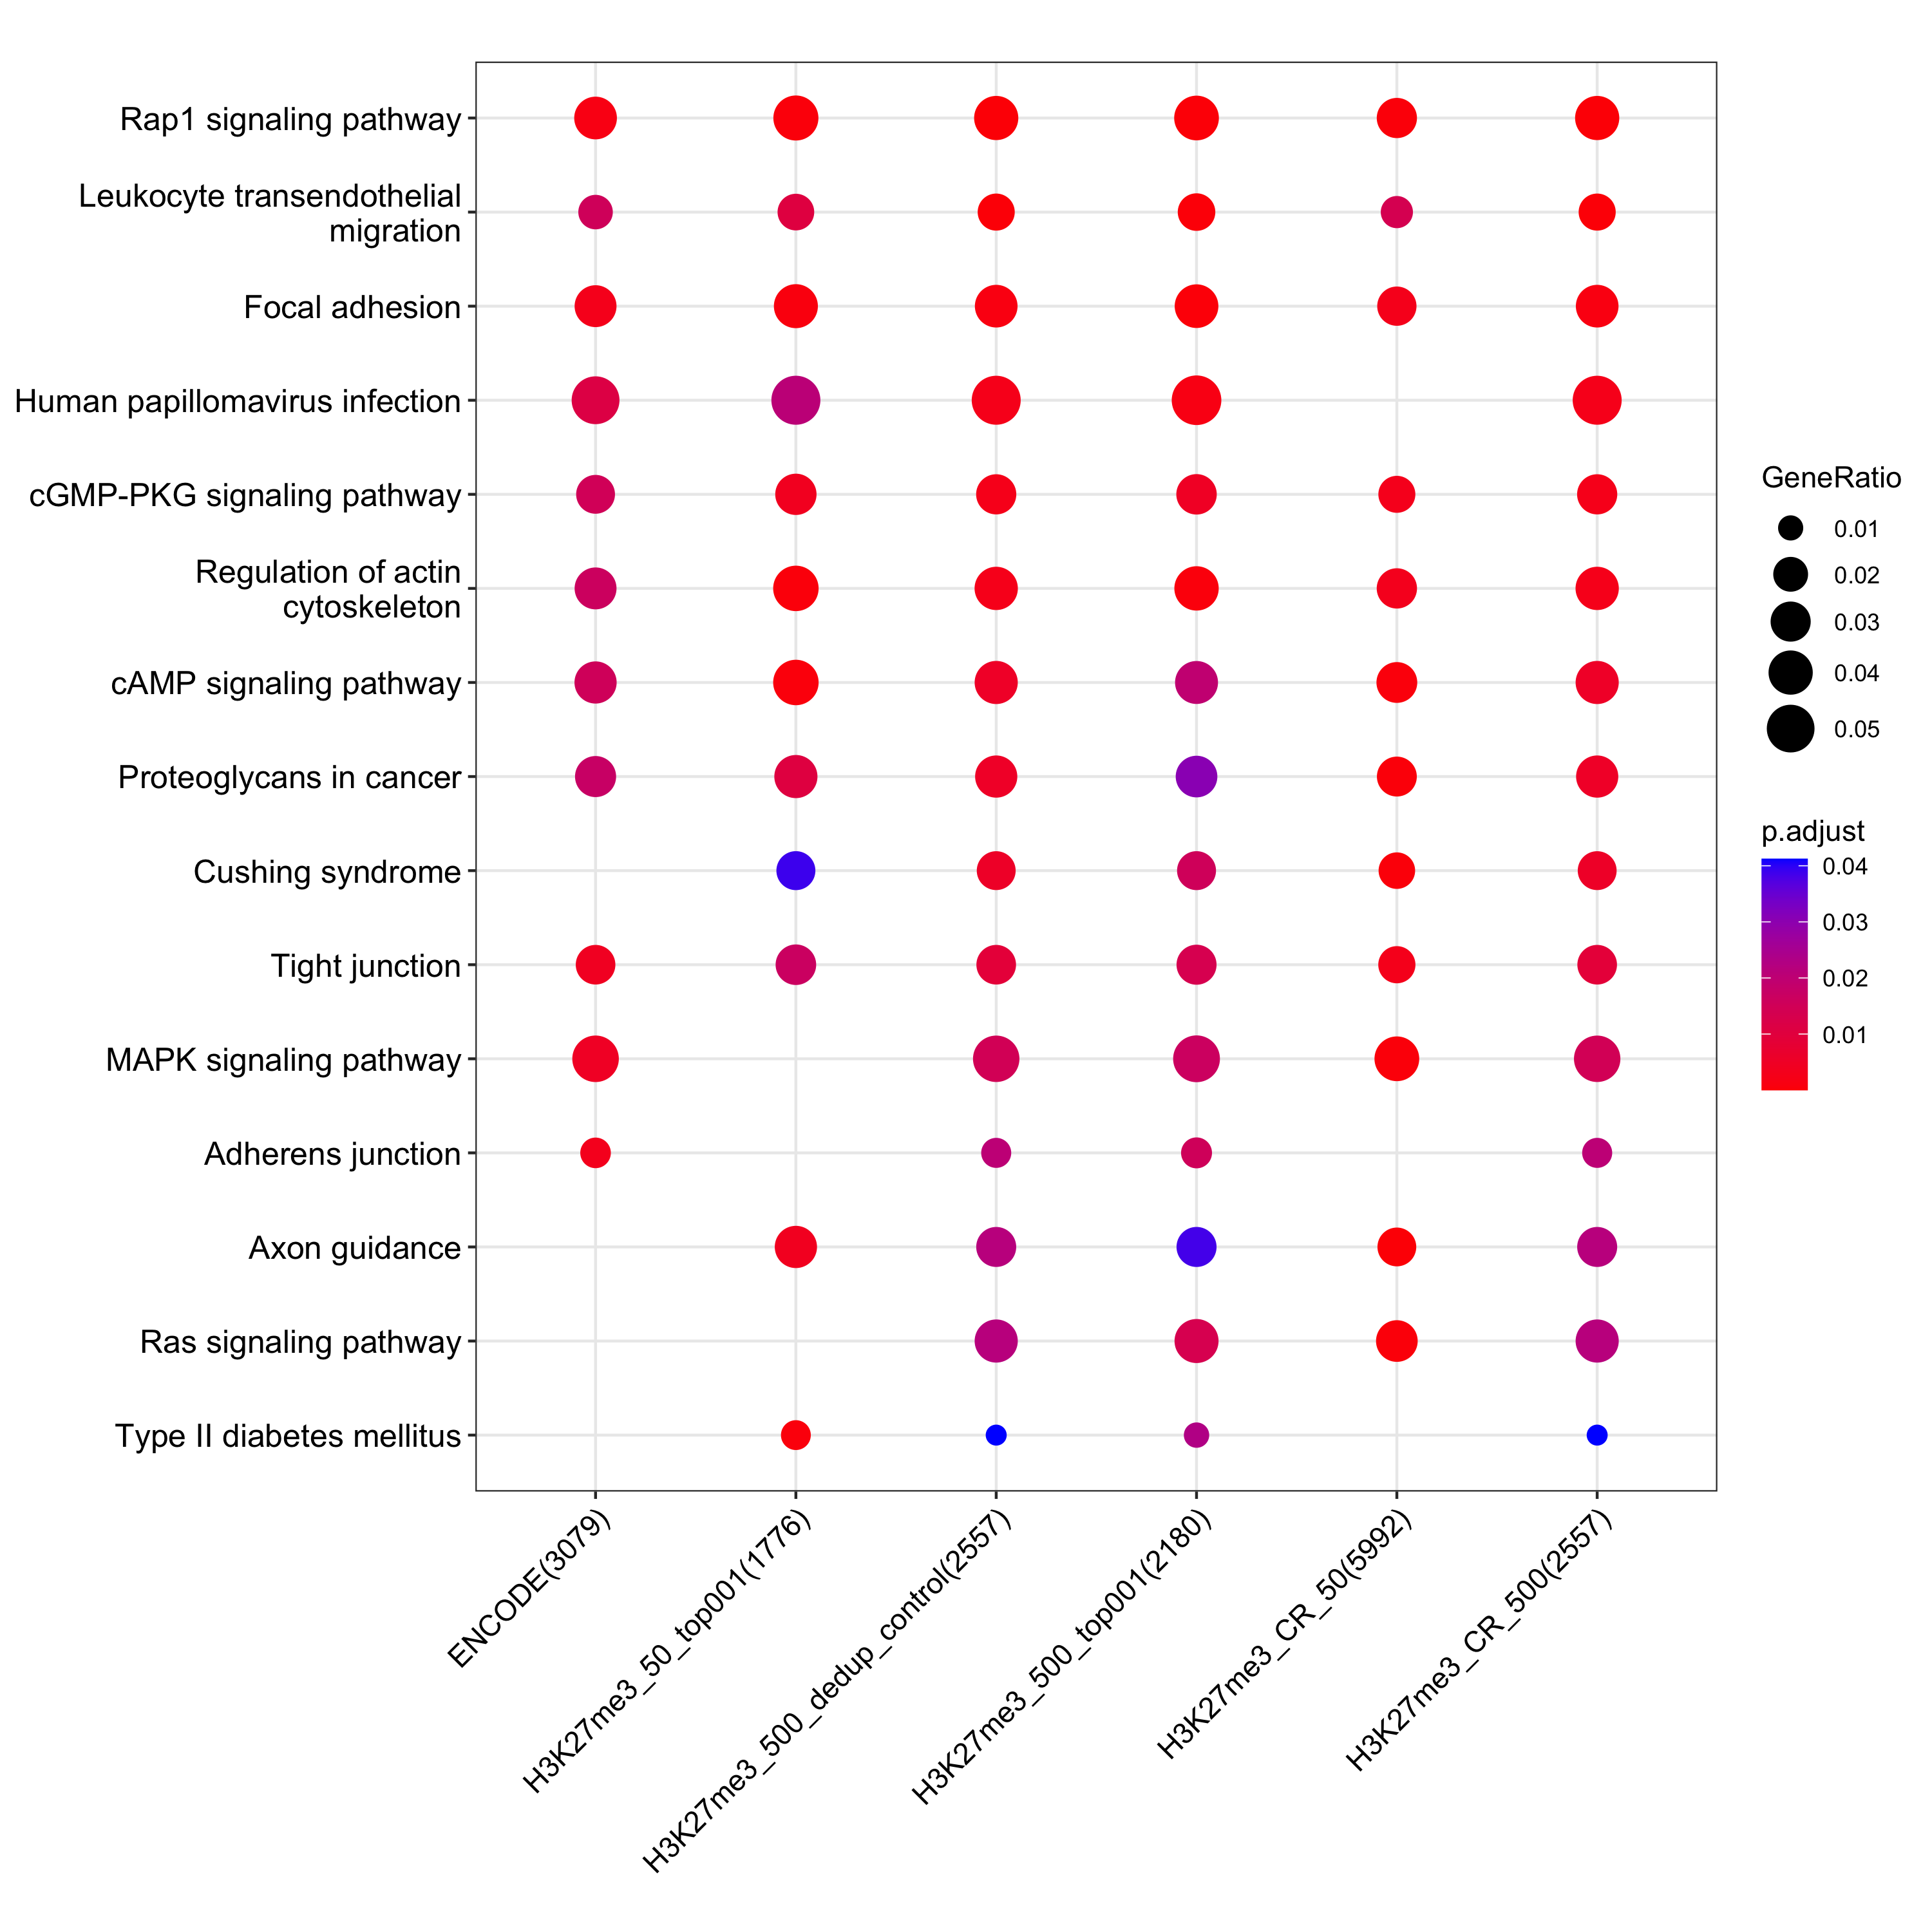 Rap1 signaling pathway
Leukocyte transendothelial
migration
Focal adhesion
Human papillomavirus infection
cGMP-PKG signaling pathway
Regulation of actin
cytoskeleton
cAMP signaling pathway
Proteoglycans in cancer
Cushing syndrome
Tight junction
MAPK signaling pathway
Adherens junction
Axon guidance
Ras signaling pathway
Type II diabetes mellitus
ENCODE(3079)
H3K27me3_50_top001(1776)
H3K27me3_500_dedup_control(2557)
H3K27me3_500_top001(2180)
H3K27me3_CR_50(5992)
H3K27me3_CR_500(2557)
GeneRatio
0.01
0.02
0.03
0.04
0.05
p.adjust
0.04
0.03
0.02
0.01